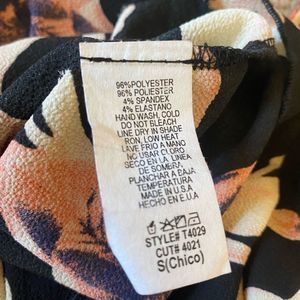 96%POLYESTER
96% POLIESTER
4% SPANDEX
4% ELASTANO
HAND WASH, COLD
DO NOT BLEACH
LINE DRY IN SHADE
IRON, LOW HEAT
LAVE FRIO A MANO
NO USAR CLORO
SECO EN LA LINEA
DE SOMBRA
PLANCHAR A BAJA
TEMPERATURA
MADE IN U.S.A
HECHO EN E.U.A
STYLE# T4029
CUT# 4021
S(Chico)